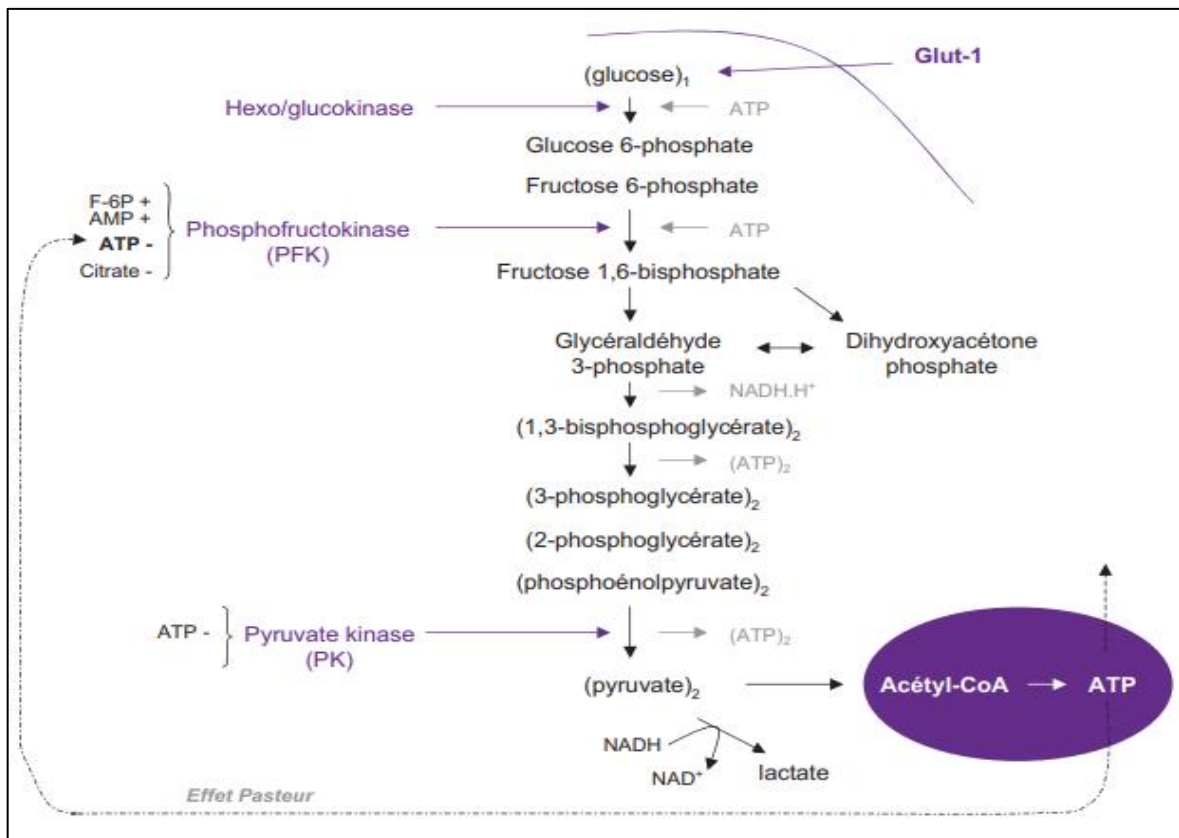 Glut-1
(glucose)₁
Hexo/glucokinase
ATP
Glucose 6-phosphate
Fructose 6-phosphate
F-6P +
AMP +
ATP -
Citrate -
Phosphofructokinase
(PFK)
ATP
Fructose 1,6-bisphosphate
Glycéraldéhyde
3-phosphate
Dihydroxyacétone
phosphate
NADH.H⁺
(1,3-bisphosphoglycérate)₂
(ATP)₂
(3-phosphoglycérate)₂
(2-phosphoglycérate)₂
(phosphoénolpyruvate)₂
ATP -
Pyruvate kinase
(PK)
(ATP)₂
(pyruvate)₂
Acétyl-CoA
ATP
NADH
NAD⁺
lactate
Effet Pasteur